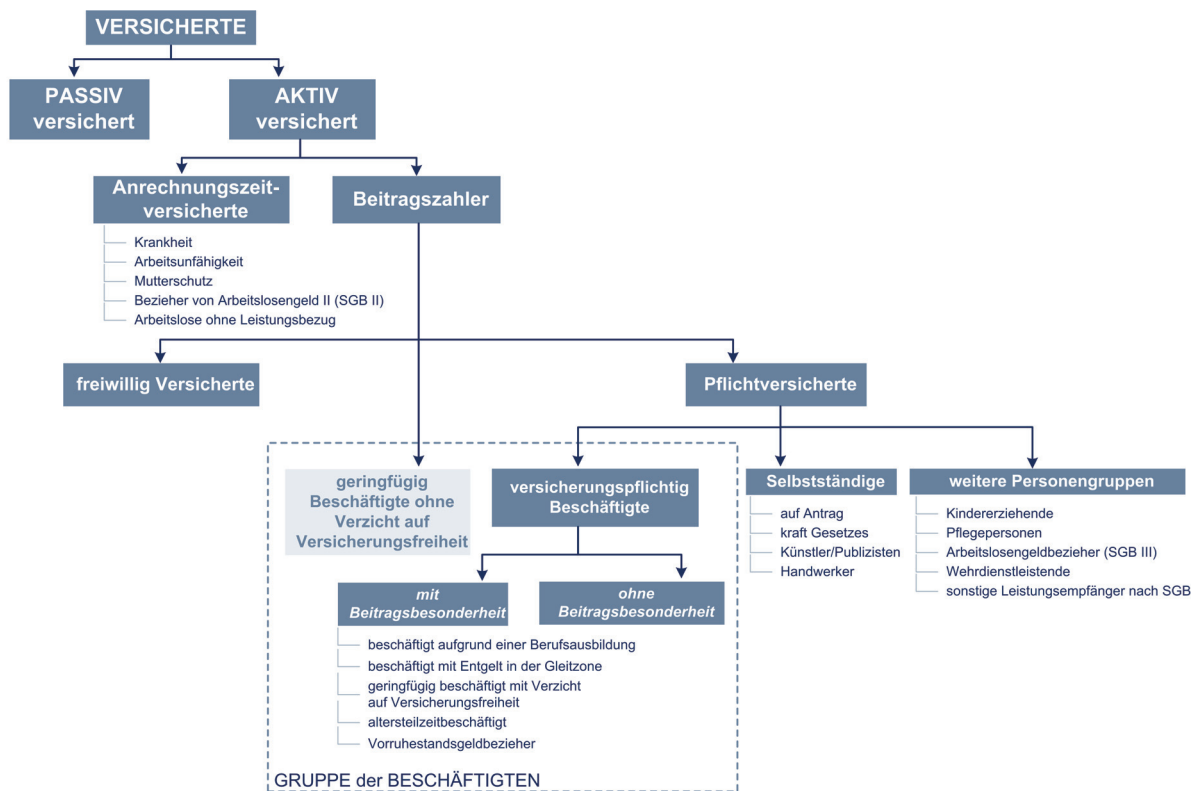 VERSICHERTE
PASSIV
versichert
AKTIV
versichert
Anrechnungszeit-
versicherte
Krankheit
Arbeitsunfähigkeit
Mutterschutz
Bezieher von Arbeitslosengeld II (SGB II)
Arbeitslose ohne Leistungsbezug
Beitragszahler
freiwillig Versicherte
Pflichtversicherte
geringfügig
Beschäftigte ohne
Verzicht auf
Versicherungsfreiheit
versicherungspflichtig
Beschäftigte
mit
Beitragsbesonderheit
beschäftigt aufgrund einer Berufsausbildung
beschäftigt mit Entgelt in der Gleitzone
geringfügig beschäftigt mit Verzicht
auf Versicherungsfreiheit
altersteilzeitbeschäftigt
Vorruhestandsgeldbezieher
ohne
Beitragsbesonderheit
GRUPPE der BESCHÄFTIGTEN
Selbstständige
auf Antrag
kraft Gesetzes
Künstler/Publizisten
Handwerker
weitere Personengruppen
Kindererziehende
Pflegepersonen
Arbeitslosengeldbezieher (SGB III)
Wehrdienstleistende
sonstige Leistungsempfänger nach SGB